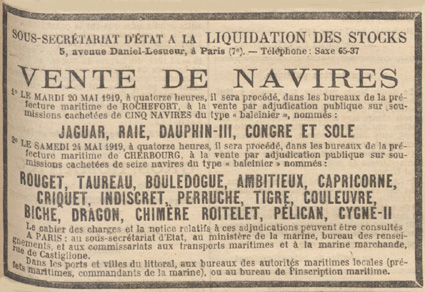 SOUS-SECRÉTARIAT D'ÉTAT A LA LIQUIDATION DES STOCKS
5, avenue Daniel-Lesueur, à Paris (7e). — Téléphone : Saxe 65-37
VENTE DE NAVIRES
1° LE MARDI 20 MAI 1919, à quatorze heures, il sera procédé, dans les bureaux de la pré-
fecture maritime de ROCHEFORT, à la vente par adjudication publique sur sou-
missions cachetées de CINQ NAVIRES du type « baleinier », nommés :
JAGUAR, RAIE, DAUPHIN-III, CONGRE ET SOLE
2° LE SAMEDI 24 MAI 1919, à quatorze heures, il sera procédé, dans les bureaux de la pré-
fecture maritime de CHERBOURG, à la vente par adjudication publique sur sou-
missions cachetées de seize navires du type « baleinier » nommés :
ROUGET, TAUREAU, BOULEDOGUE, AMBITIEUX, CAPRICORNE,
CRIQUET, INDISCRET, PERRUCHE, TIGRE, COULEUVRE,
BICHE, DRAGON, CHIMÈRE ROITELET, PÉLICAN, CYGNE-II
Le cahier des charges et la notice relatifs à ces adjudications peuvent être consultés
A PARIS : au sous-secrétariat d'Etat, au ministère de la marine, bureau des rensei-
gnements, et aux commissariats aux transports maritimes et à la marine marchande,
rue de Castiglione.
Dans les ports et villes du littoral, aux bureaux des autorités maritimes locales (pré-
fets maritimes, commandants de la marine), ou au bureau de l'inscription maritime.